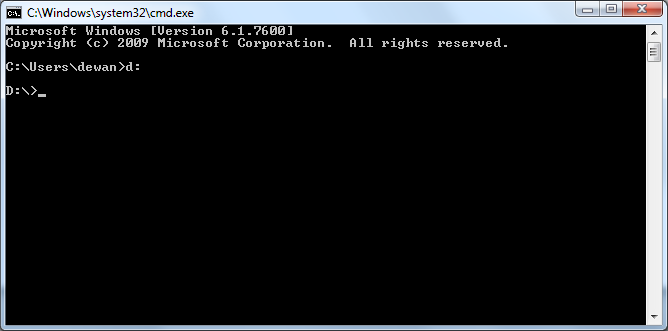 C:\Windows\system32\cmd.exe
Microsoft Windows [Version 6.1.7600]
Copyright (c) 2009 Microsoft Corporation.  All rights reserved.
C:\Users\dewan>d:
D:\>_